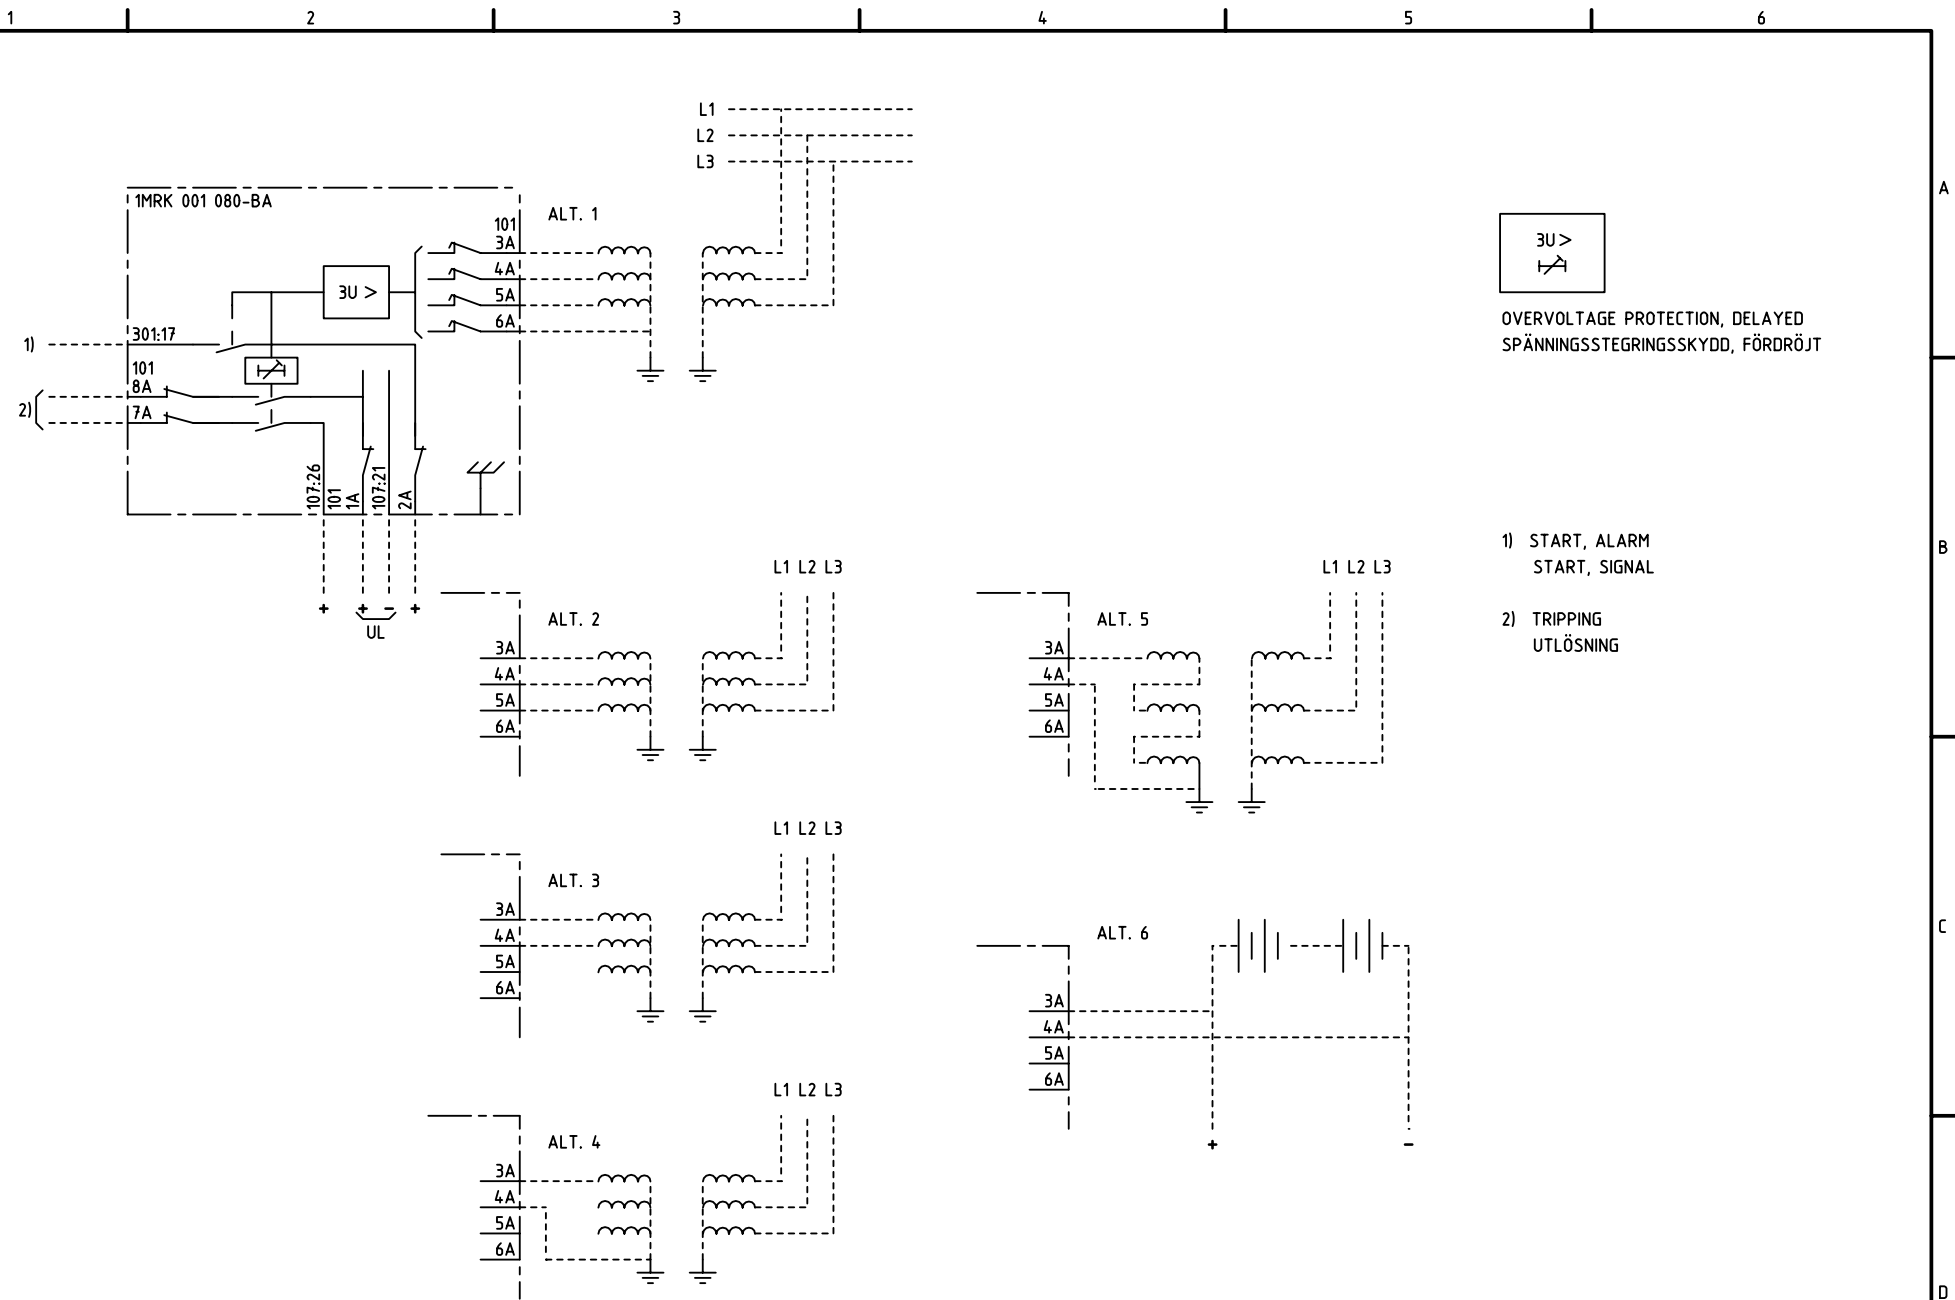 1 2 3 4 5 6
L1
L2
L3
A
1MRK 001 080-BA
ALT. 1
101
3A
4A
5A
6A
3U >
1)
301:17
101
8A
2)
7A
107:26
101
1A
107:21
2A
+ + - +
UL
3U >
OVERVOLTAGE PROTECTION, DELAYED
SPÄNNINGSSTEGRINGSSKYDD, FÖRDRÖJT
B
1) START, ALARM
START, SIGNAL
2) TRIPPING
UTLÖSNING
L1 L2 L3
ALT. 2
3A
4A
5A
6A
L1 L2 L3
ALT. 5
3A
4A
5A
6A
L1 L2 L3
ALT. 3
3A
4A
5A
6A
C
ALT. 6
3A
4A
5A
6A
+ -
L1 L2 L3
ALT. 4
3A
4A
5A
6A
D